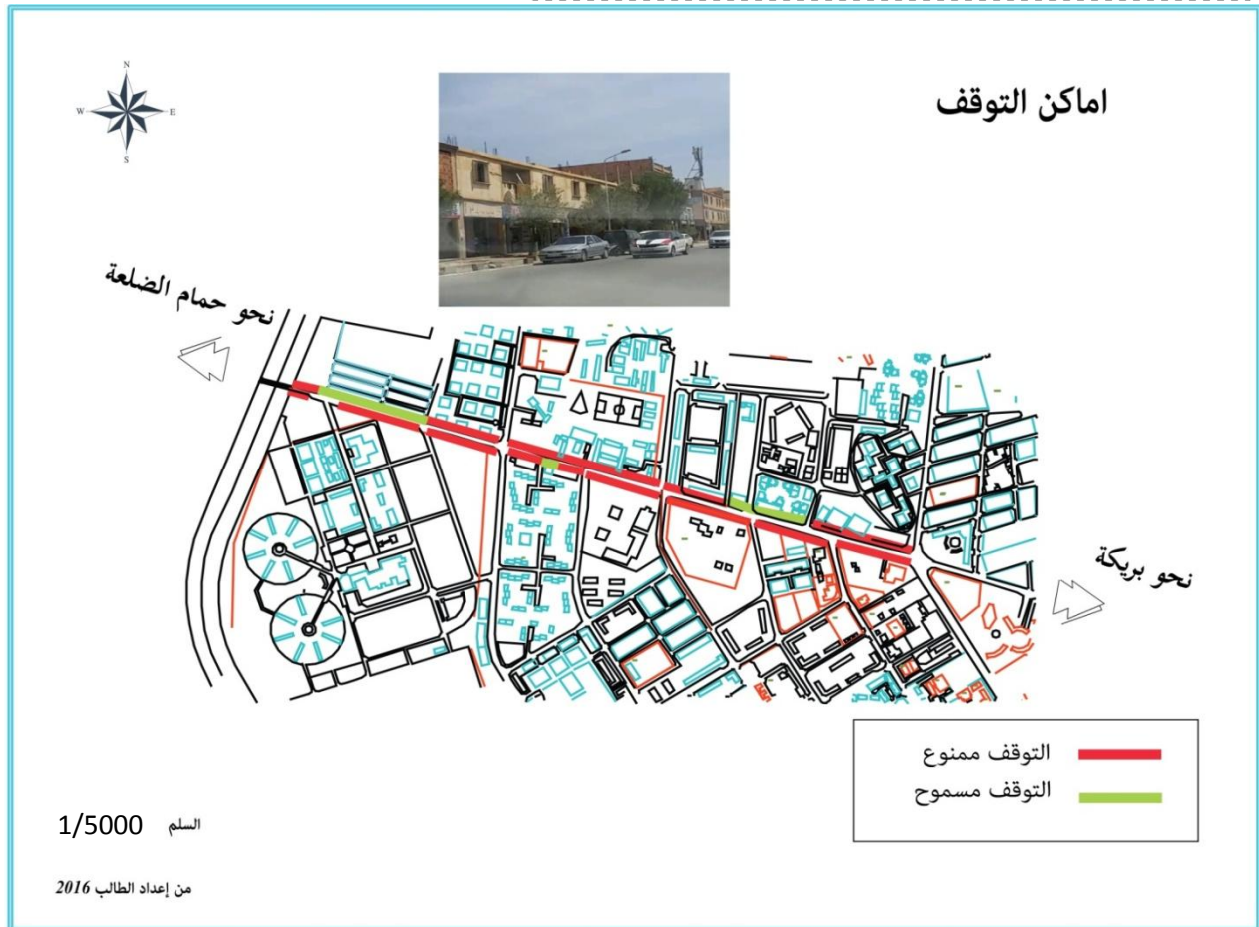 اماكن التوقف
N
W
E
S
نحو حمام الضلعة
نحو بريكة
التوقف ممنوع
التوقف مسموح
السلم 1/5000
من إعداد الطالب 2016